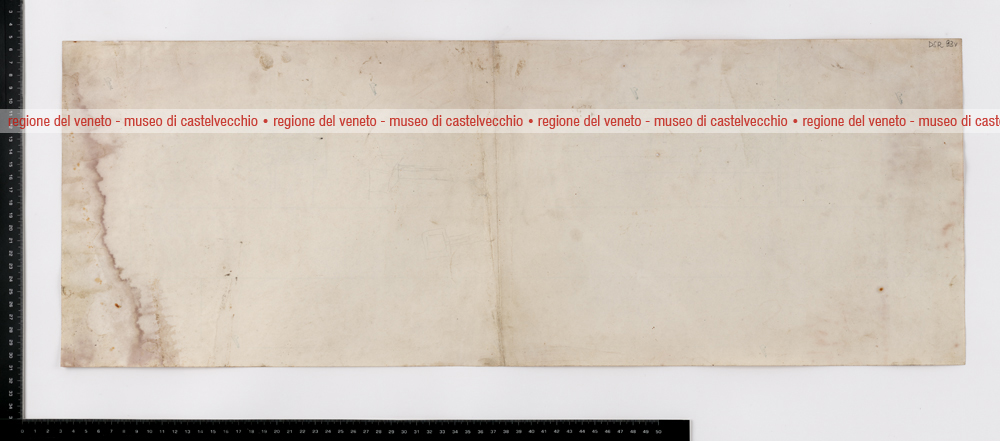 DSR_88v
regione del veneto - museo di castelvecchio • regione del veneto - museo di castelvecchio • regione del veneto - museo di castelvecchio • regione del veneto - museo di cast
0 1 2 3 4 5 6 7 8 9 10 11 12 13 14 15 16 17 18 19 20 21 22 23 24 25 26 27 28 29 30 31 32 33 34 35 36 37 38 39 40 41 42 43 44 45 46 47 48 49 50